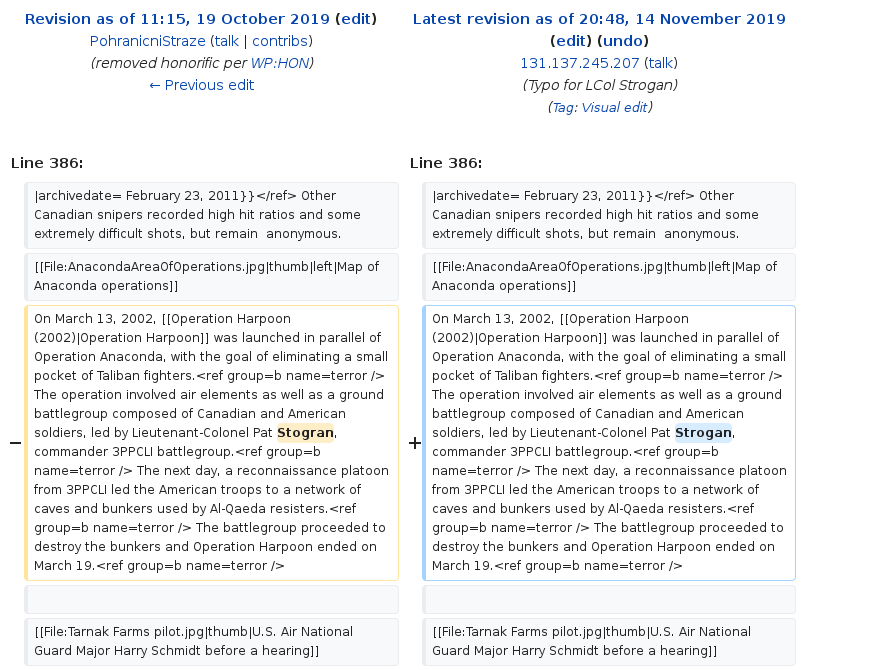 Revision as of 11:15, 19 October 2019 (edit)
PohranicniStraze (talk | contribs)
(removed honorific per WP:HON)
← Previous edit
Latest revision as of 20:48, 14 November 2019
(edit) (undo)
131.137.245.207 (talk)
(Typo for LCol Strogan)
(Tag: Visual edit)
Line 386:
Line 386:
|archivedate= February 23, 2011}}</ref> Other
Canadian snipers recorded high hit ratios and some
extremely difficult shots, but remain  anonymous.
|archivedate= February 23, 2011}}</ref> Other
Canadian snipers recorded high hit ratios and some
extremely difficult shots, but remain  anonymous.
[[File:AnacondaAreaOfOperations.jpg|thumb|left|Map of
Anaconda operations]]
[[File:AnacondaAreaOfOperations.jpg|thumb|left|Map of
Anaconda operations]]
−
On March 13, 2002, [[Operation Harpoon
(2002)|Operation Harpoon]] was launched in parallel of
Operation Anaconda, with the goal of eliminating a small
pocket of Taliban fighters.<ref group=b name=terror />
The operation involved air elements as well as a ground
battlegroup composed of Canadian and American
soldiers, led by Lieutenant-Colonel Pat Stogran,
commander 3PPCLI battlegroup.<ref group=b
name=terror /> The next day, a reconnaissance platoon
from 3PPCLI led the American troops to a network of
caves and bunkers used by Al-Qaeda resisters.<ref
group=b name=terror /> The battlegroup proceeded to
destroy the bunkers and Operation Harpoon ended on
March 19.<ref group=b name=terror />
+
On March 13, 2002, [[Operation Harpoon
(2002)|Operation Harpoon]] was launched in parallel of
Operation Anaconda, with the goal of eliminating a small
pocket of Taliban fighters.<ref group=b name=terror />
The operation involved air elements as well as a ground
battlegroup composed of Canadian and American
soldiers, led by Lieutenant-Colonel Pat Strogan,
commander 3PPCLI battlegroup.<ref group=b
name=terror /> The next day, a reconnaissance platoon
from 3PPCLI led the American troops to a network of
caves and bunkers used by Al-Qaeda resisters.<ref
group=b name=terror /> The battlegroup proceeded to
destroy the bunkers and Operation Harpoon ended on
March 19.<ref group=b name=terror />
[[File:Tarnak Farms pilot.jpg|thumb|U.S. Air National
Guard Major Harry Schmidt before a hearing]]
[[File:Tarnak Farms pilot.jpg|thumb|U.S. Air National
Guard Major Harry Schmidt before a hearing]]